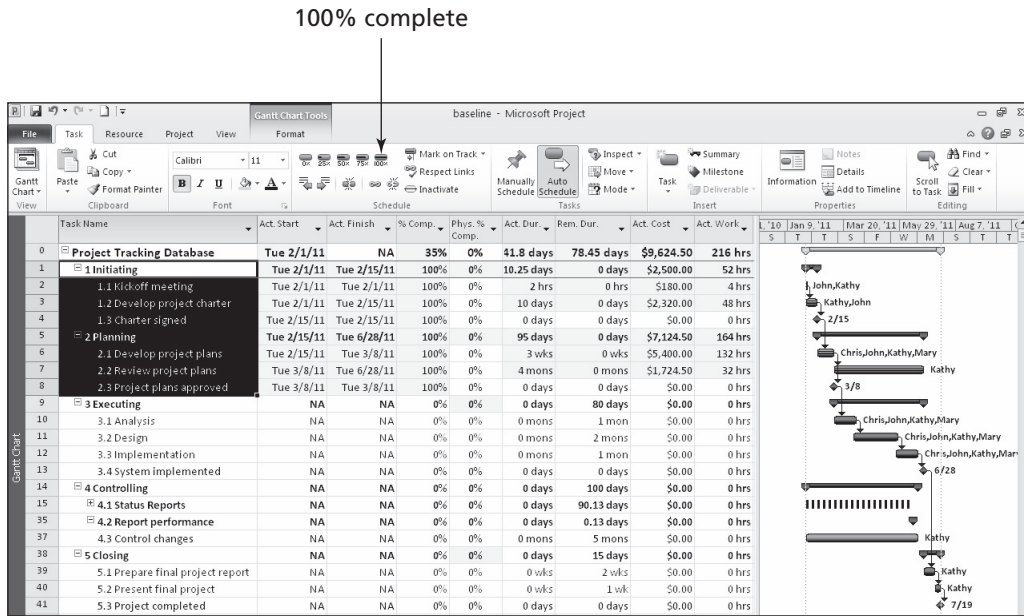 100% complete
Gantt Chart Tools
baseline - Microsoft Project
File Task Resource Project View Format
Gantt Chart
View
Paste
Cut
Copy
Format Painter
Clipboard
Calibri 11
B I U A
Font
0% 25% 50% 75% 100%
Mark on Track
Respect Links
Inactivate
Schedule
Manually Schedule
Auto Schedule
Inspect
Move
Mode
Tasks
Task
Summary
Milestone
Deliverable
Insert
Information
Notes
Details
Add to Timeline
Properties
Scroll to Task
Find
Clear
Fill
Editing
Task Name Act. Start Act. Finish % Comp. Phys. % Comp. Act. Dur. Rem. Dur. Act. Cost Act. Work
, '10 Jan 9, '11 Mar 20, '11 May 29, '11 Aug 7, '11
S T T S F W M S T T
0 Project Tracking Database Tue 2/1/11 NA 35% 0% 41.8 days 78.45 days $9,624.50 216 hrs
1 1 Initiating Tue 2/1/11 Tue 2/15/11 100% 0% 10.25 days 0 days $2,500.00 52 hrs
2 1.1 Kickoff meeting Tue 2/1/11 Tue 2/1/11 100% 0% 2 hrs 0 hrs $180.00 4 hrs John,Kathy
3 1.2 Develop project charter Tue 2/1/11 Tue 2/15/11 100% 0% 10 days 0 days $2,320.00 48 hrs Kathy,John
4 1.3 Charter signed Tue 2/15/11 Tue 2/15/11 100% 0% 0 days 0 days $0.00 0 hrs 2/15
5 2 Planning Tue 2/15/11 Tue 6/28/11 100% 0% 95 days 0 days $7,124.50 164 hrs
6 2.1 Develop project plans Tue 2/15/11 Tue 3/8/11 100% 0% 3 wks 0 wks $5,400.00 132 hrs Chris,John,Kathy,Mary
7 2.2 Review project plans Tue 3/8/11 Tue 6/28/11 100% 0% 4 mons 0 mons $1,724.50 32 hrs Kathy
8 2.3 Project plans approved Tue 3/8/11 Tue 3/8/11 100% 0% 0 days 0 days $0.00 0 hrs 3/8
9 3 Executing NA NA 0% 0% 0 days 80 days $0.00 0 hrs
10 3.1 Analysis NA NA 0% 0% 0 mons 1 mon $0.00 0 hrs Chris,John,Kathy,Mary
11 3.2 Design NA NA 0% 0% 0 mons 2 mons $0.00 0 hrs Chris,John,Kathy,Mary
12 3.3 Implementation NA NA 0% 0% 0 mons 1 mon $0.00 0 hrs Chris,John,Kathy,Mar
13 3.4 System implemented NA NA 0% 0% 0 days 0 days $0.00 0 hrs 6/28
14 4 Controlling NA NA 0% 0% 0 days 100 days $0.00 0 hrs
15 4.1 Status Reports NA NA 0% 0% 0 days 90.13 days $0.00 0 hrs
35 4.2 Report performance NA NA 0% 0% 0 days 0.13 days $0.00 0 hrs
37 4.3 Control changes NA NA 0% 0% 0 mons 5 mons $0.00 0 hrs Kathy
38 5 Closing NA NA 0% 0% 0 days 15 days $0.00 0 hrs
39 5.1 Prepare final project report NA NA 0% 0% 0 wks 2 wks $0.00 0 hrs Kathy
40 5.2 Present final project NA NA 0% 0% 0 wks 1 wk $0.00 0 hrs Kathy
41 5.3 Project completed NA NA 0% 0% 0 days 0 days $0.00 0 hrs 7/19
Gantt Chart